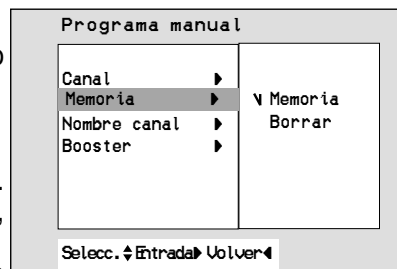 Programa manual
Canal
Memoria
Nombre canal
Booster
Memoria
Borrar
Selecc. Entrada Volver